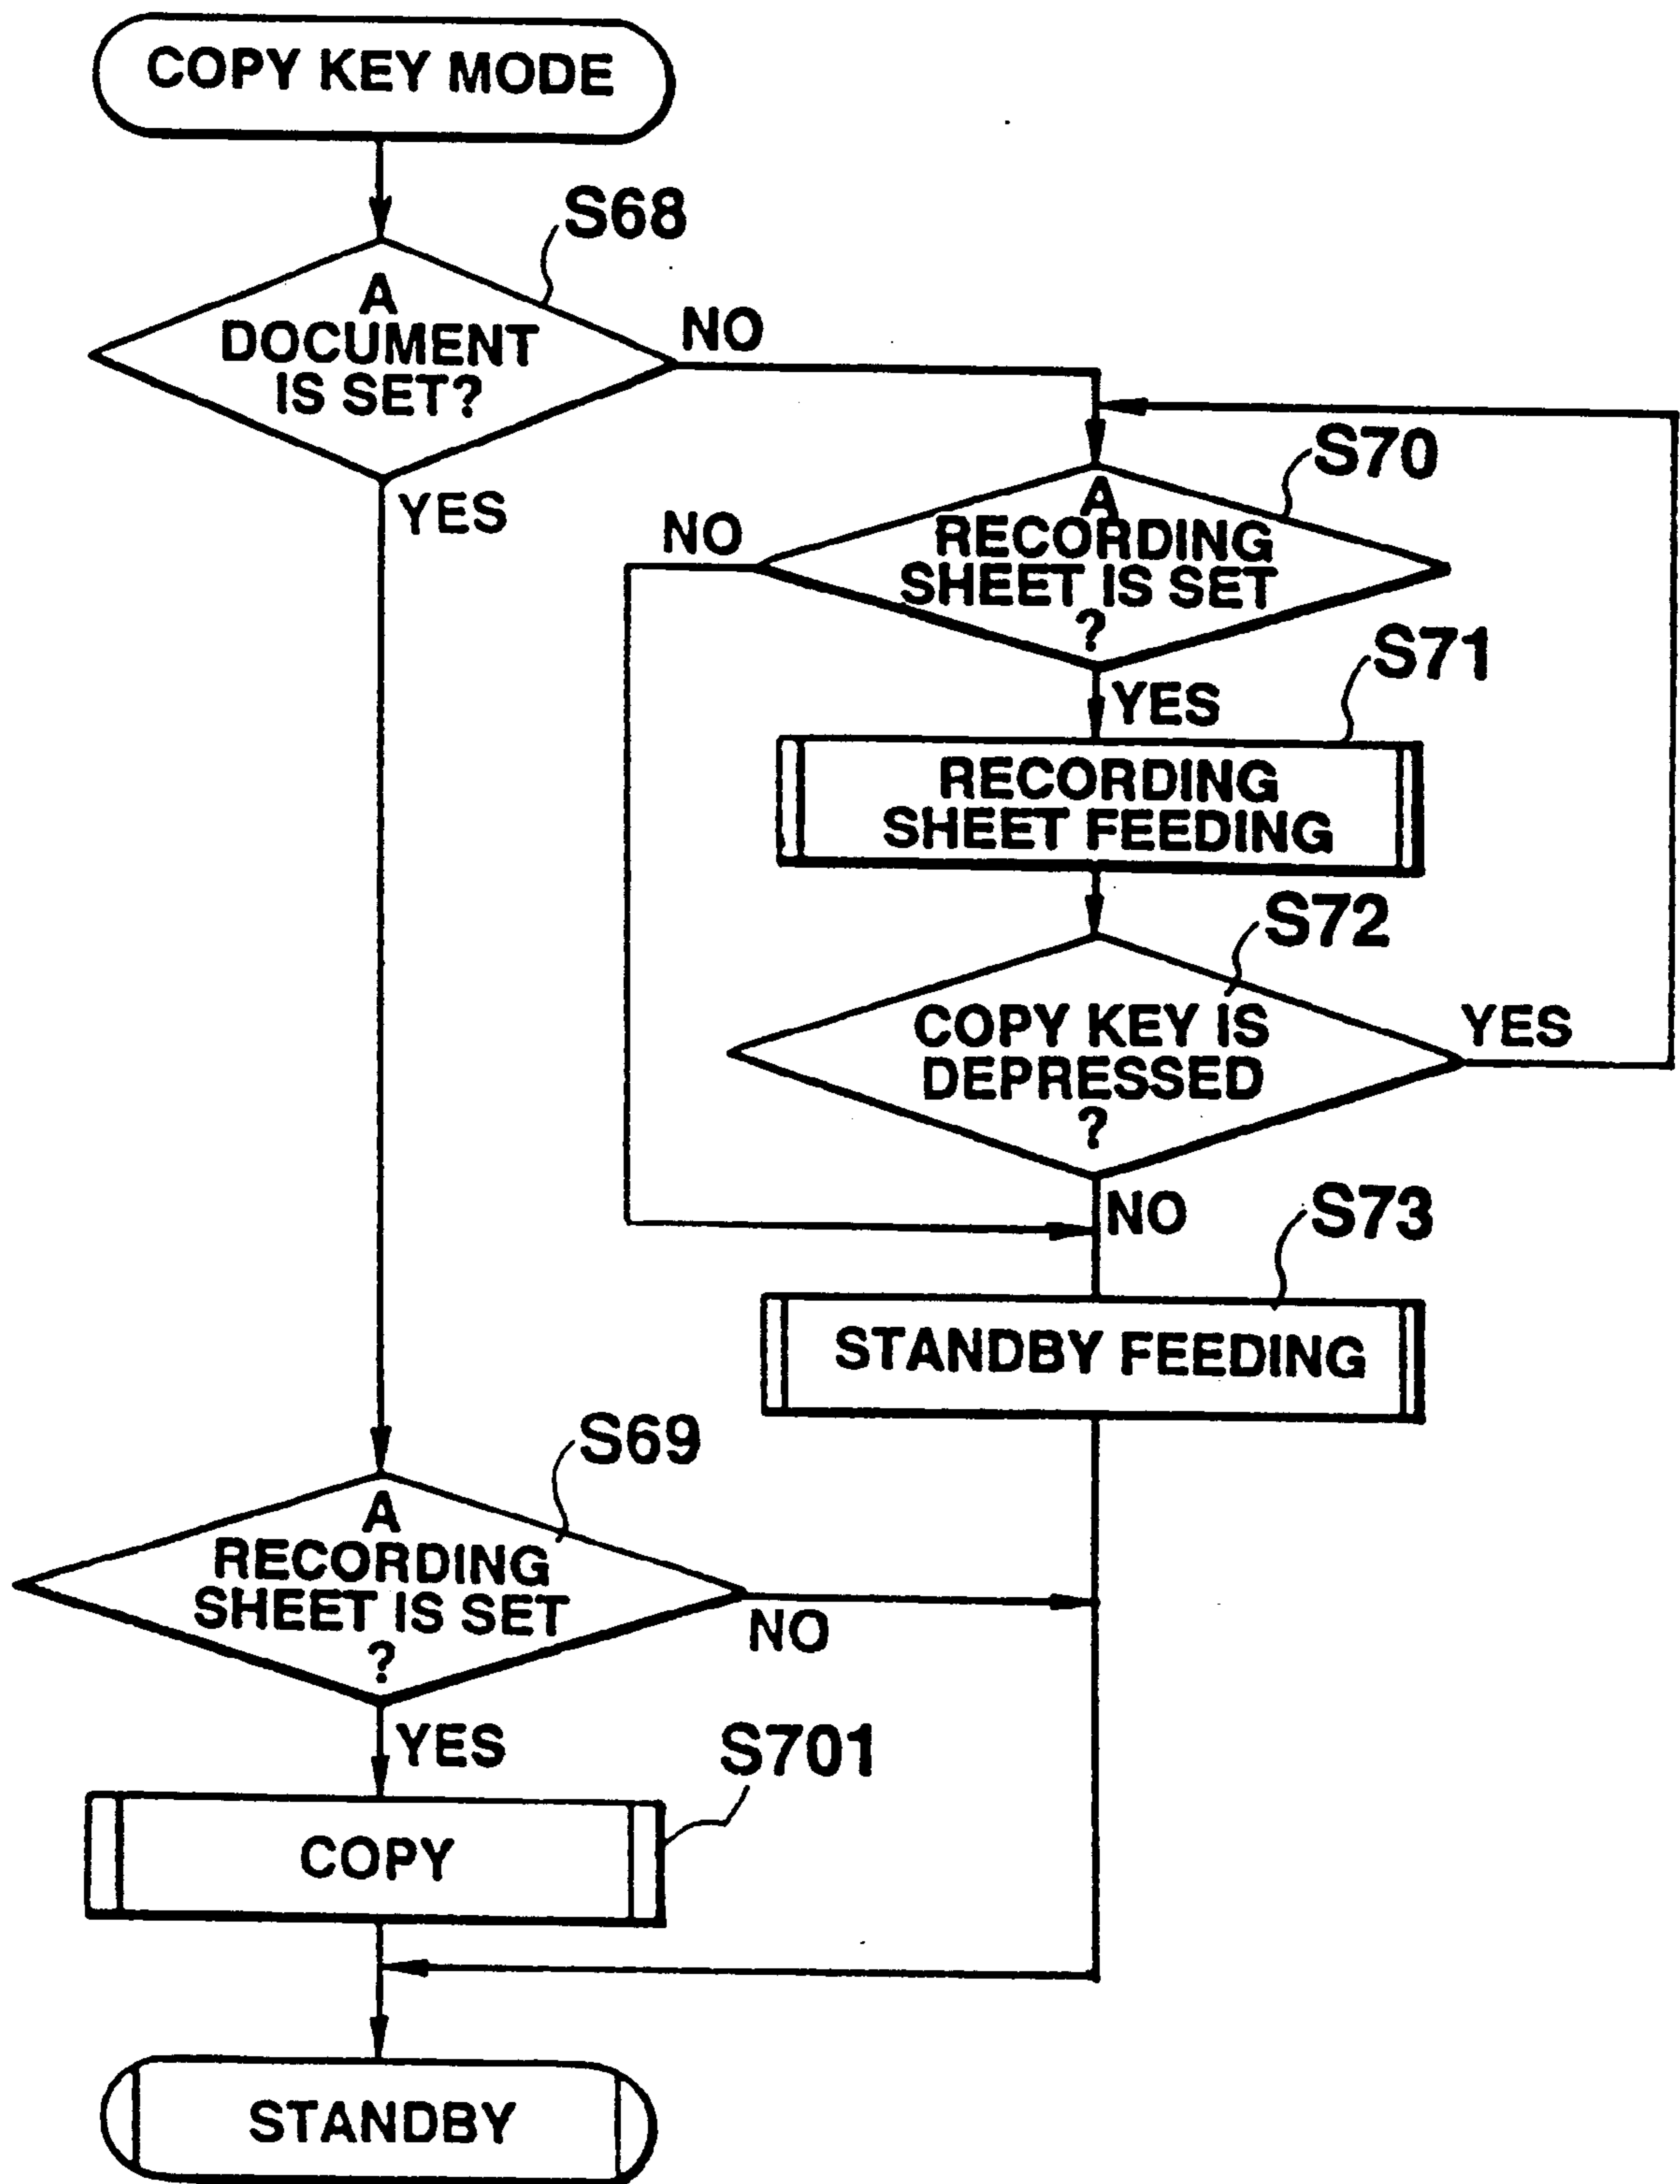 COPY KEY MODE
S68
A
DOCUMENT
IS SET?
NO
YES
S70
A
RECORDING
SHEET IS SET
?
NO
YES
S71
RECORDING
SHEET FEEDING
S72
COPY KEY IS
DEPRESSED
?
YES
NO
S73
STANDBY FEEDING
S69
A
RECORDING
SHEET IS SET
?
NO
YES
S701
COPY
STANDBY